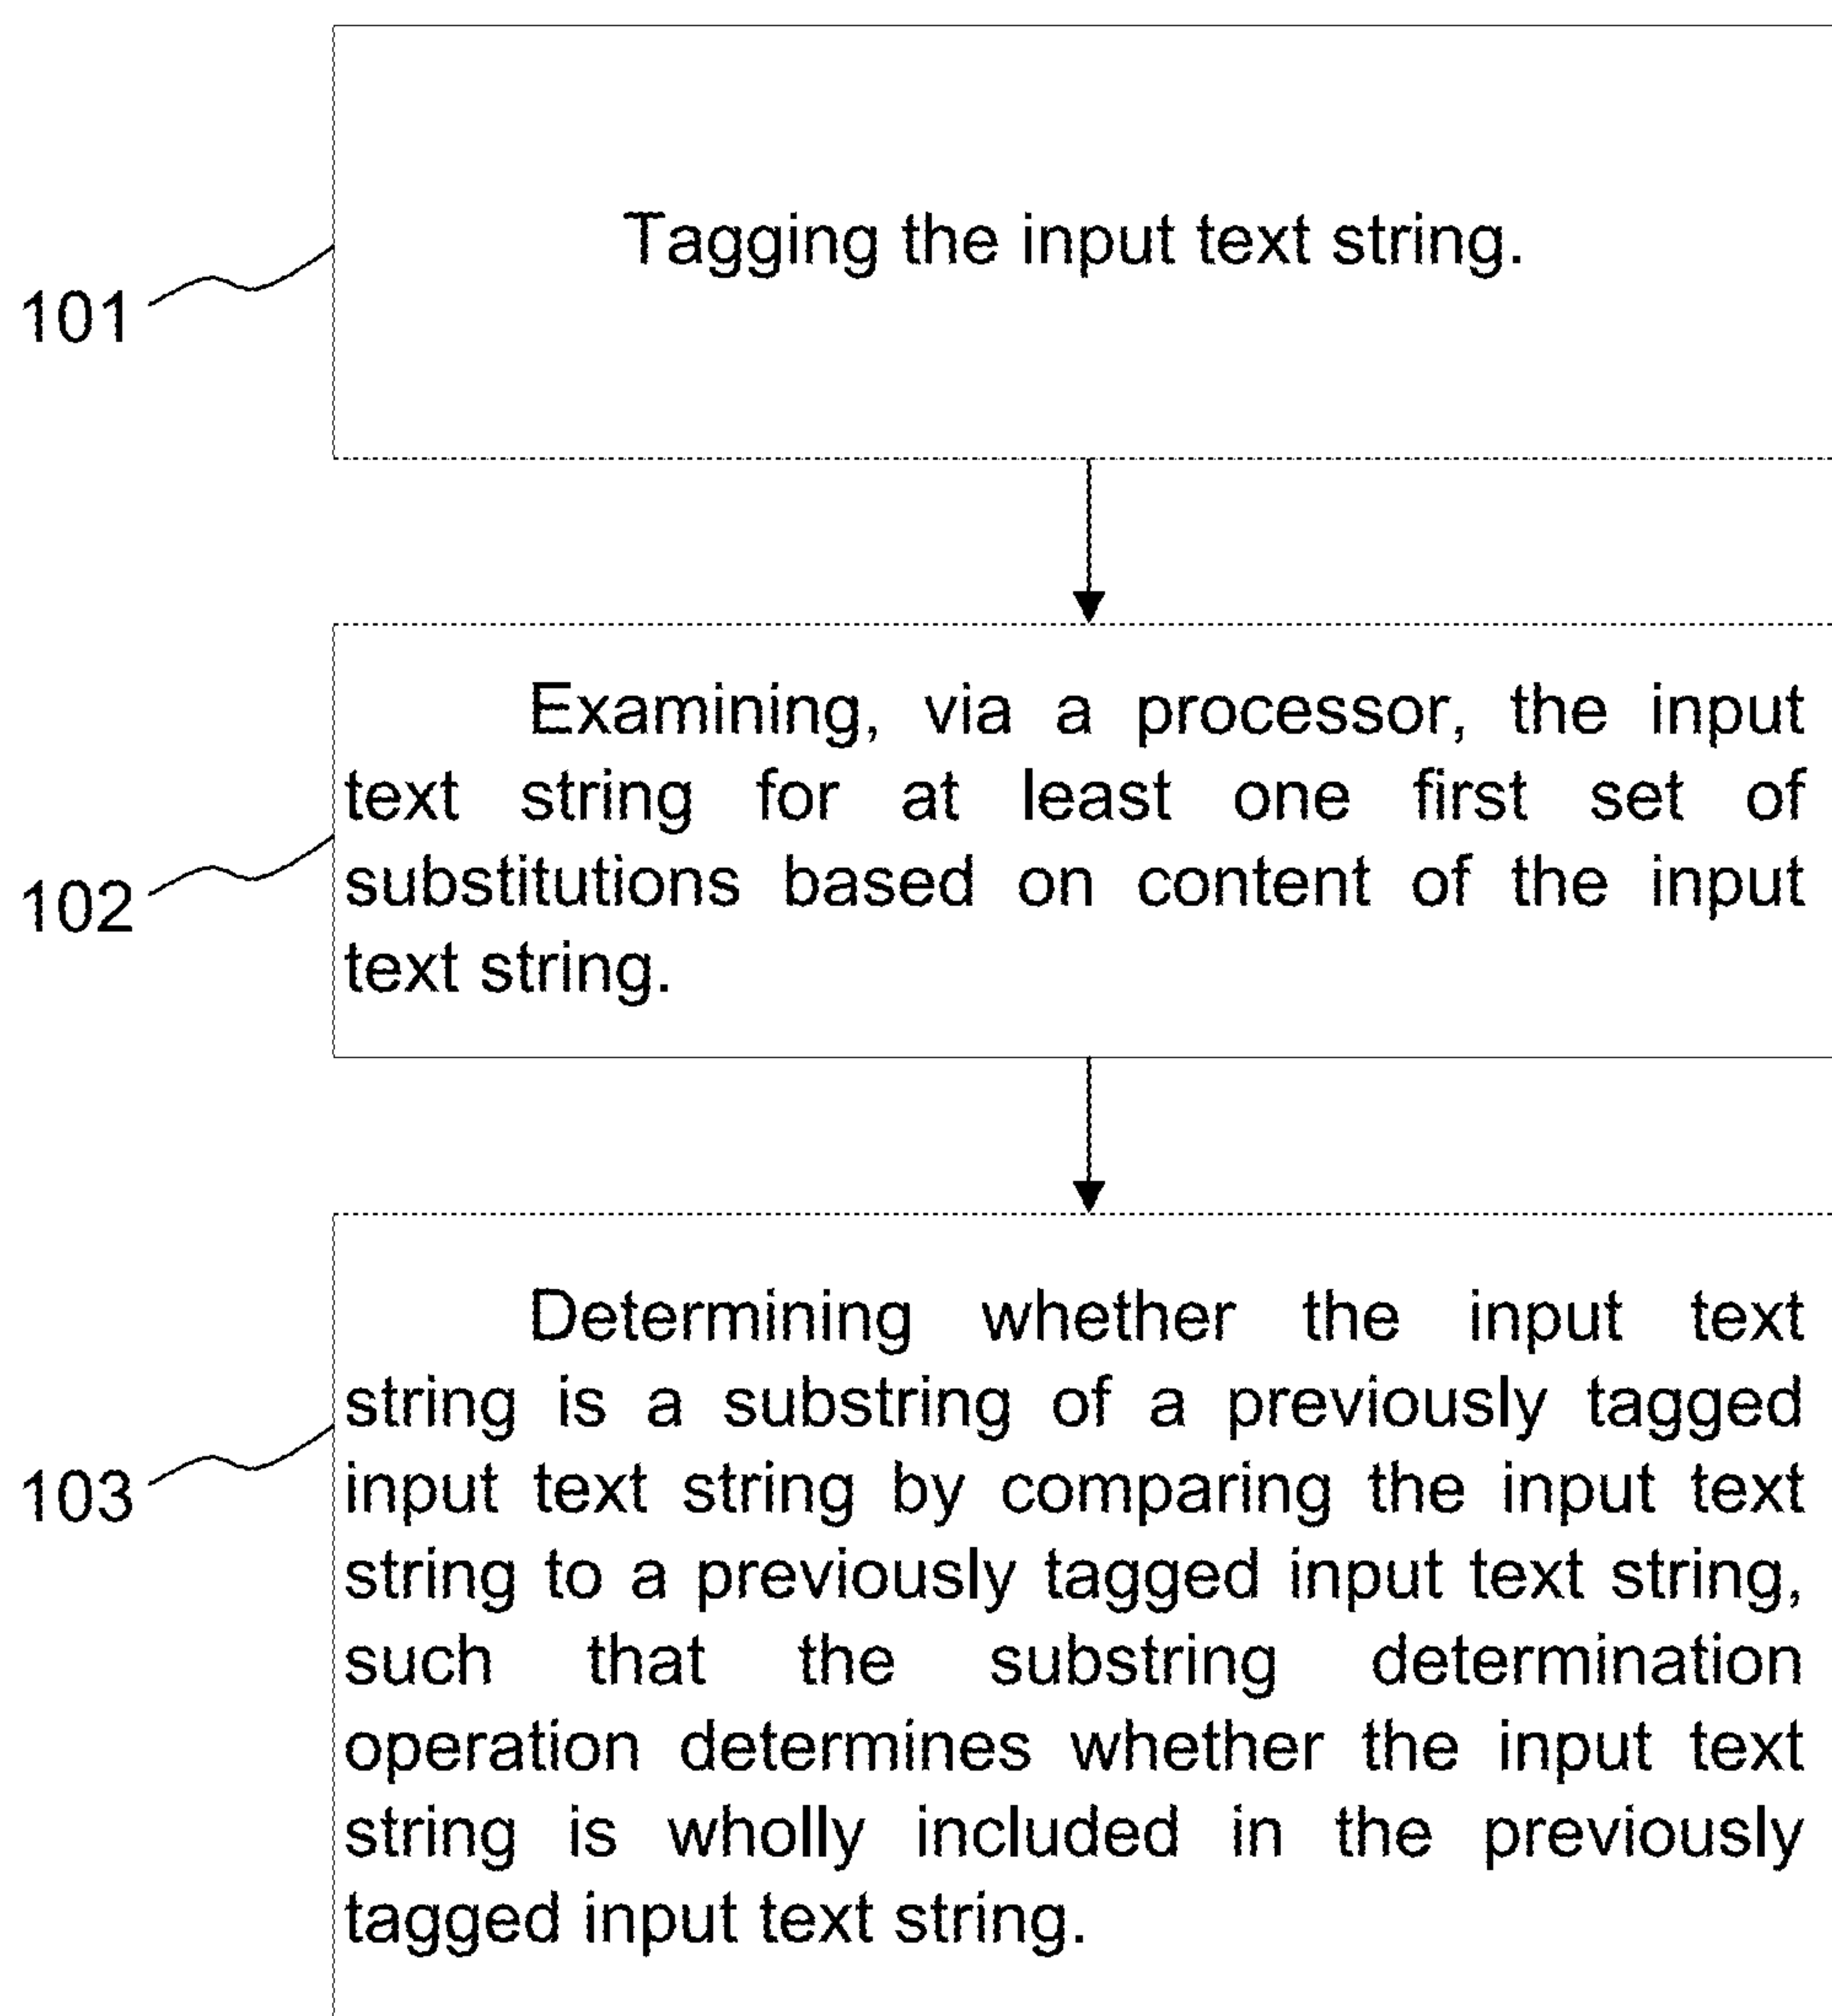 Tagging the input text string.
101
Examining, via a processor, the input
text string for at least one first set of
substitutions based on content of the input
text string.
102
Determining whether the input text
string is a substring of a previously tagged
input text string by comparing the input text
string to a previously tagged input text string,
such that the substring determination
operation determines whether the input text
string is wholly included in the previously
tagged input text string.
103